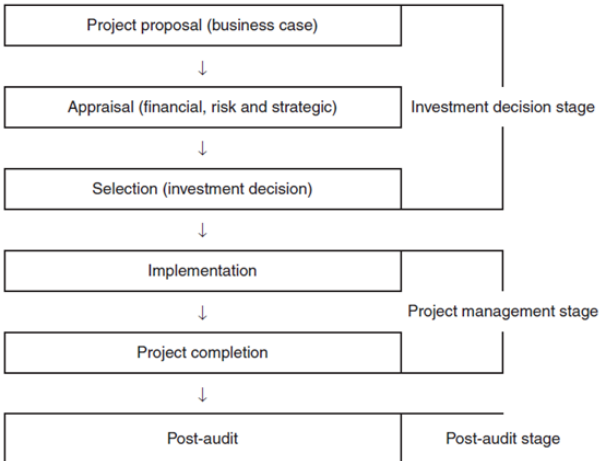 Project proposal (business case)
Appraisal (financial, risk and strategic)
Investment decision stage
Selection (investment decision)
Implementation
Project management stage
Project completion
Post-audit
Post-audit stage